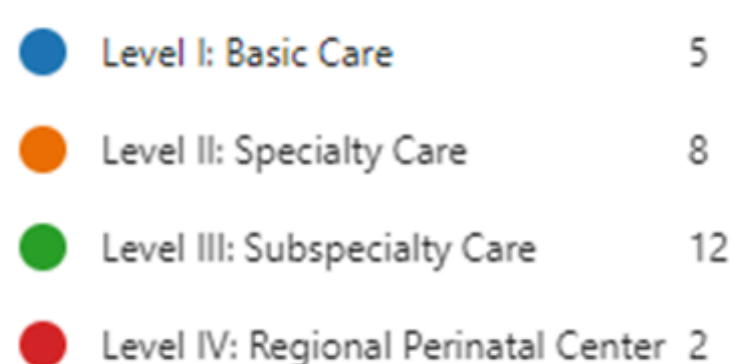 Level I: Basic Care 5
Level II: Specialty Care 8
Level III: Subspecialty Care 12
Level IV: Regional Perinatal Center 2